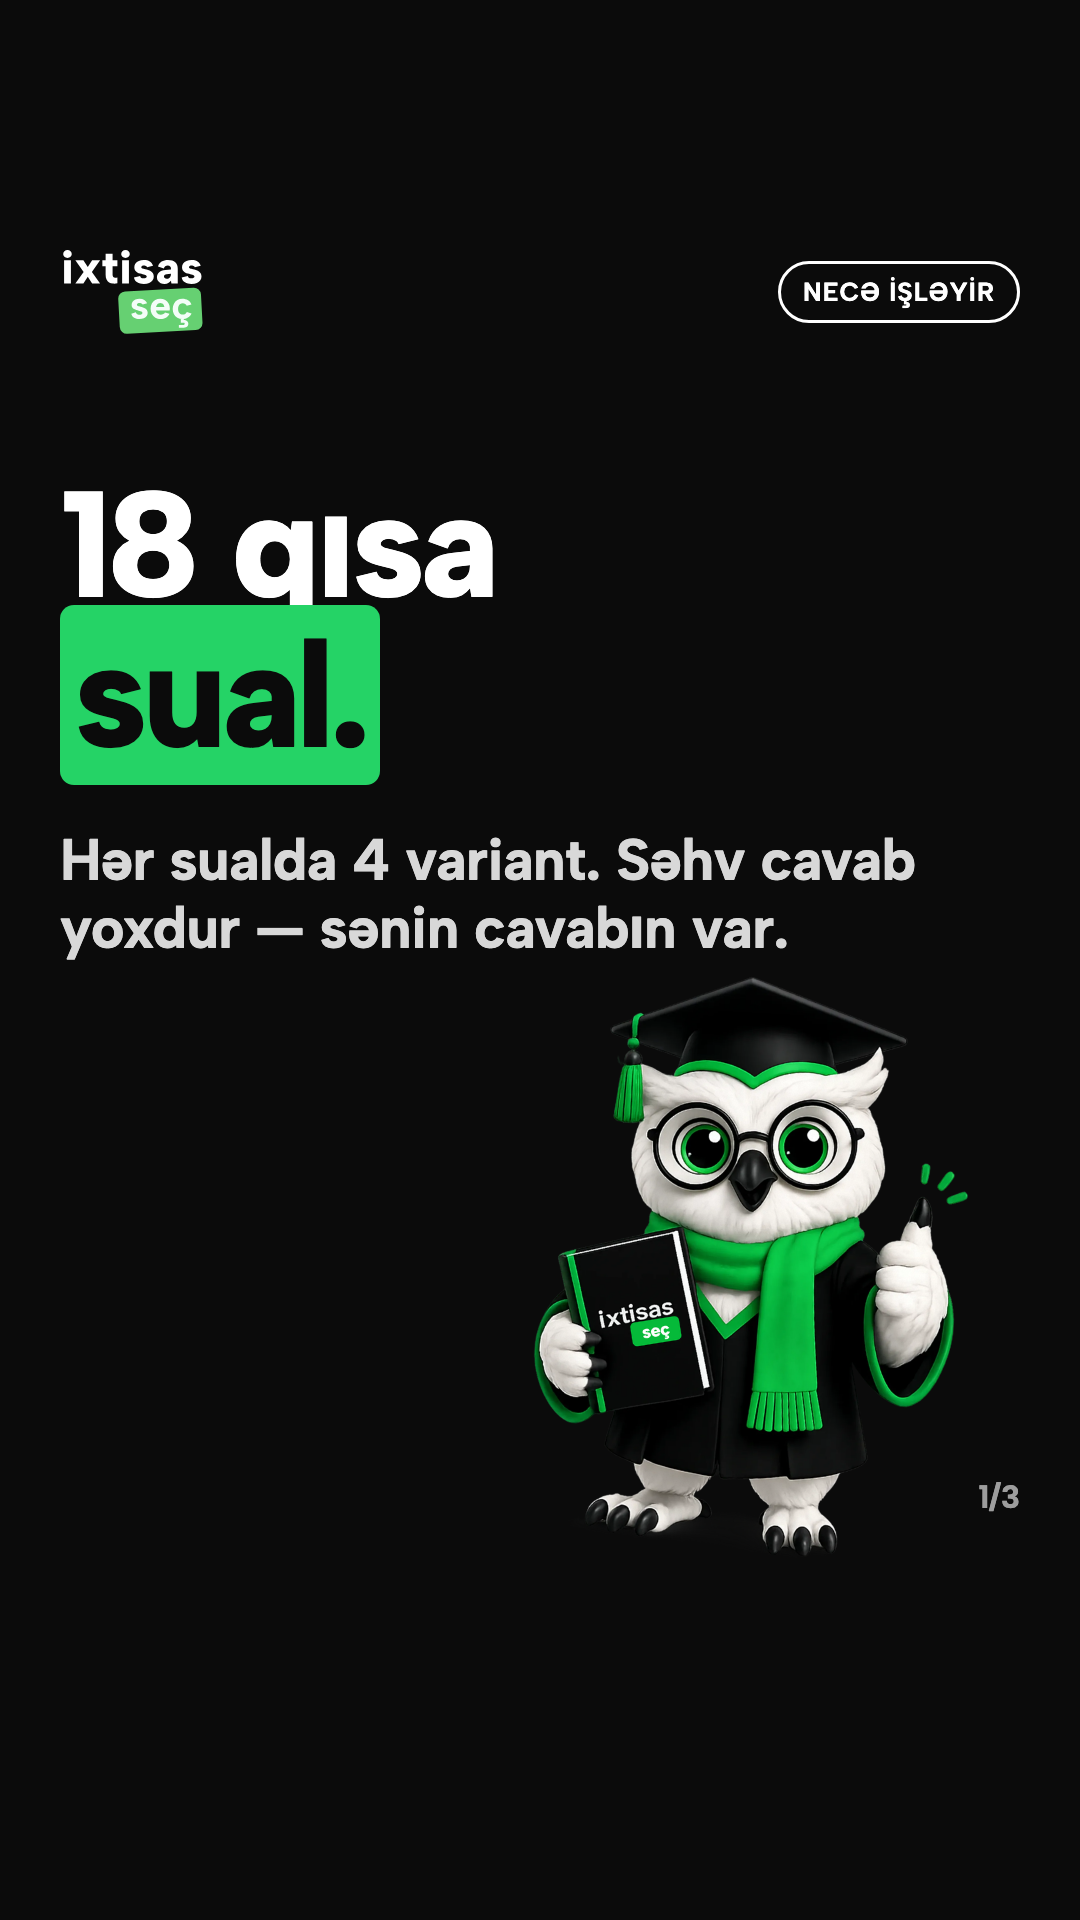 ixtisas
seç
NECƏ İŞLƏYİR
18 qısa
sual.
Hər sualda 4 variant. Səhv cavab
yoxdur — sənin cavabın var.
ixtisas
seç
1/3